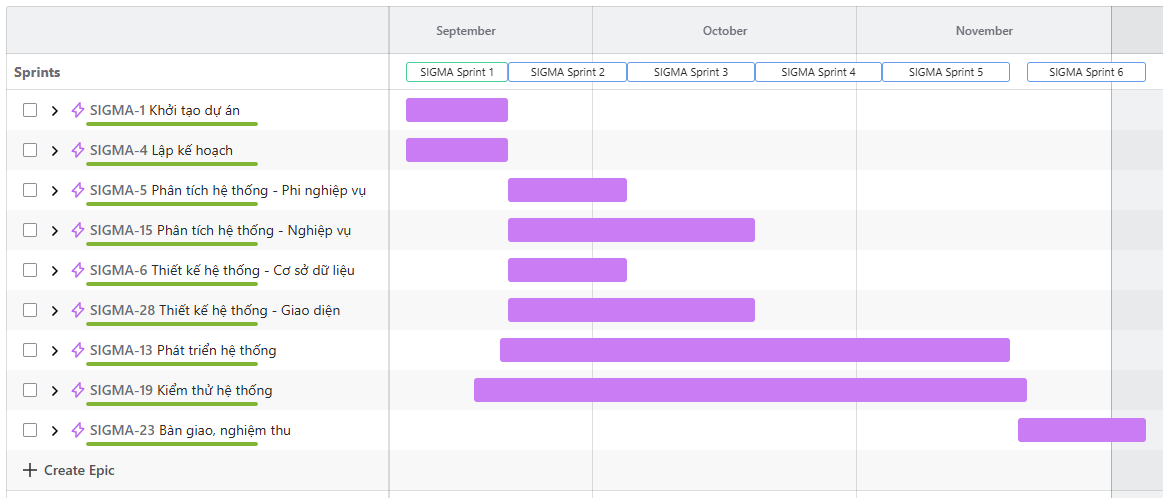 September October November
Sprints SIGMA Sprint 1 SIGMA Sprint 2 SIGMA Sprint 3 SIGMA Sprint 4 SIGMA Sprint 5 SIGMA Sprint 6
SIGMA-1 Khởi tạo dự án
SIGMA-4 Lập kế hoạch
SIGMA-5 Phân tích hệ thống - Phi nghiệp vụ
SIGMA-15 Phân tích hệ thống - Nghiệp vụ
SIGMA-6 Thiết kế hệ thống - Cơ sở dữ liệu
SIGMA-28 Thiết kế hệ thống - Giao diện
SIGMA-13 Phát triển hệ thống
SIGMA-19 Kiểm thử hệ thống
SIGMA-23 Bàn giao, nghiệm thu
Create Epic